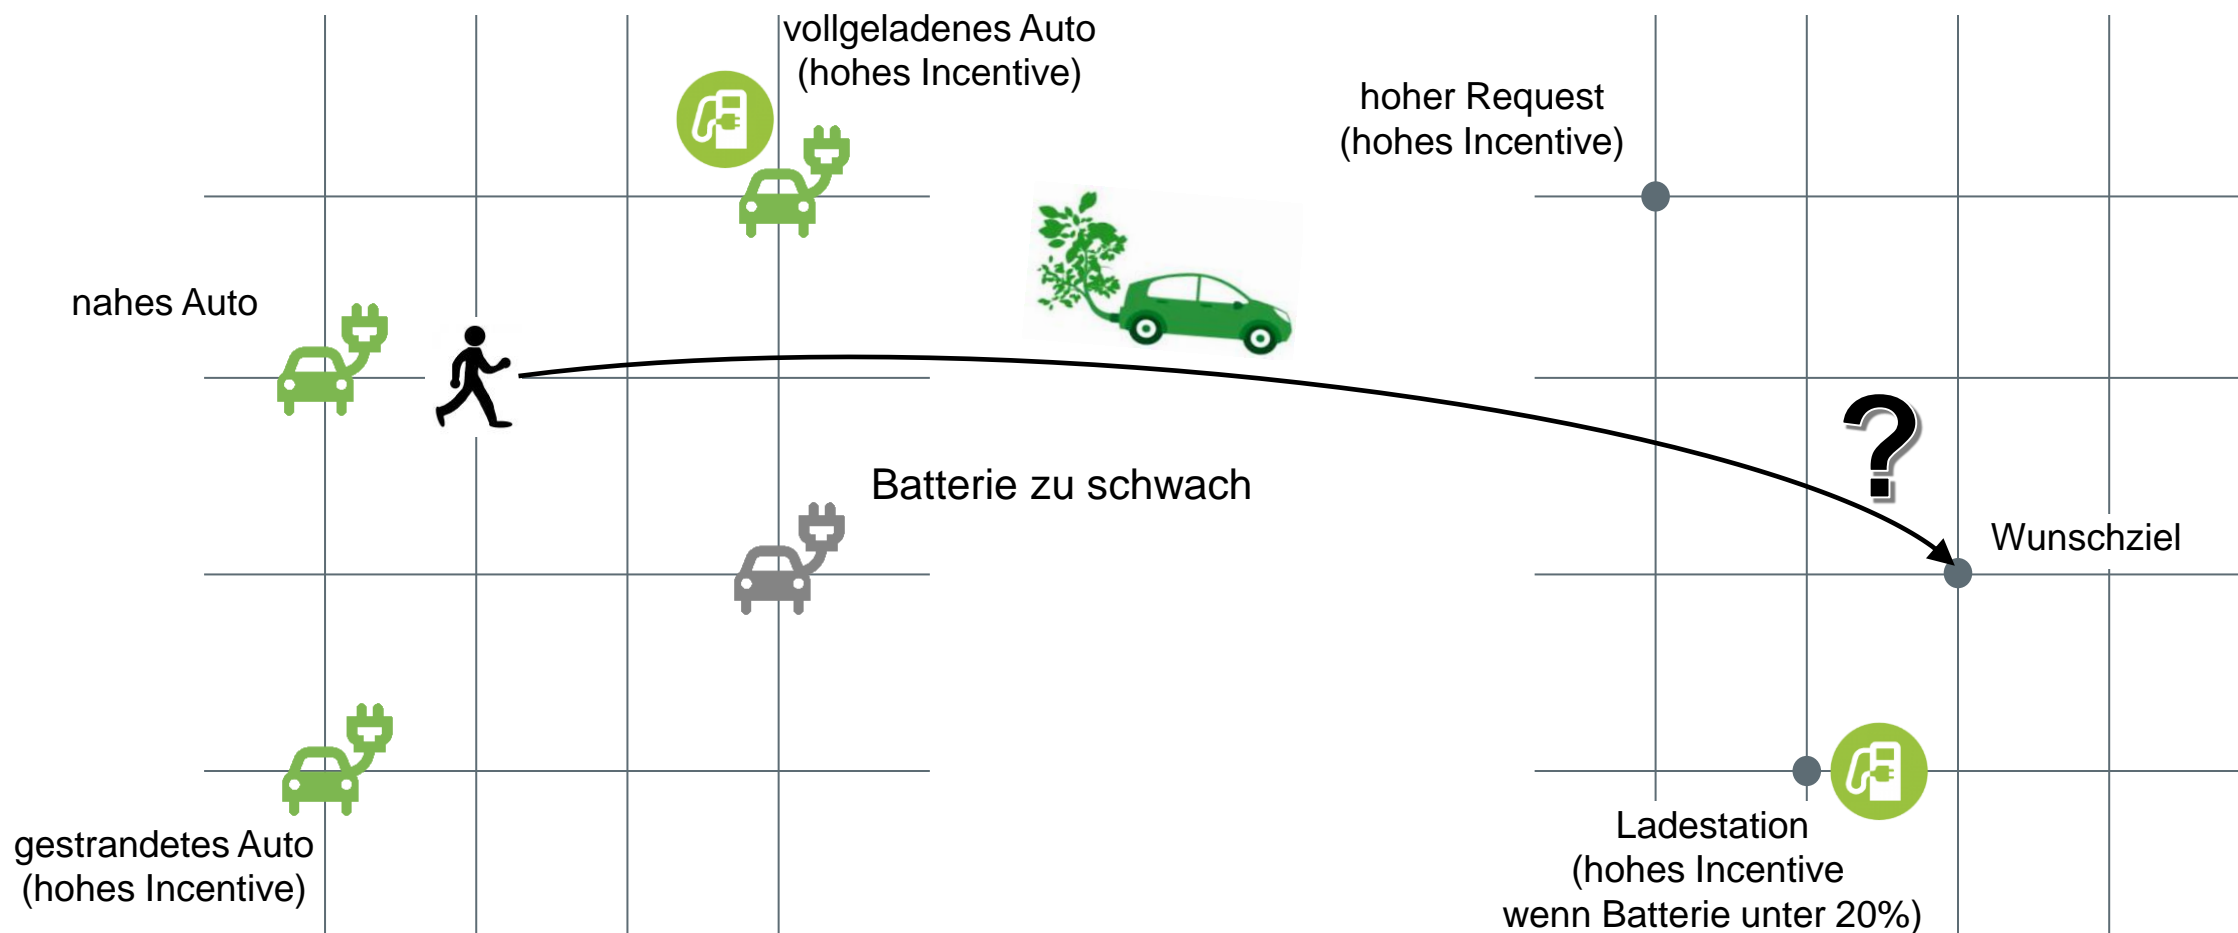 vollgeladenes Auto
(hohes Incentive)
hoher Request
(hohes Incentive)
nahes Auto
?
Batterie zu schwach
Wunschziel
gestrandetes Auto
(hohes Incentive)
Ladestation
(hohes Incentive
wenn Batterie unter 20%)